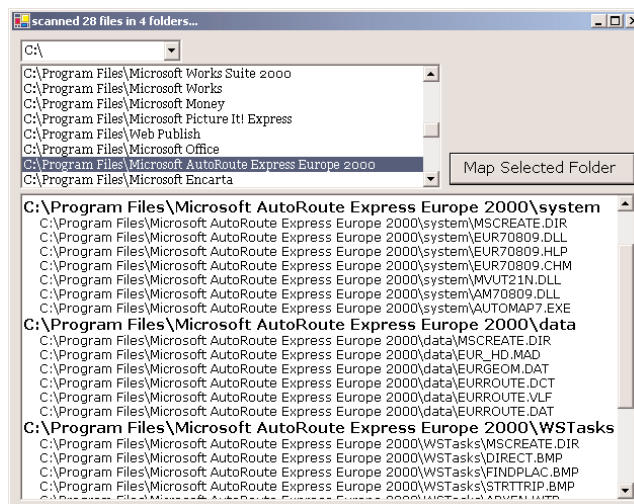 scanned 28 files in 4 folders...
C:\
C:\Program Files\Microsoft Works Suite 2000
C:\Program Files\Microsoft Works
C:\Program Files\Microsoft Money
C:\Program Files\Microsoft Picture It! Express
C:\Program Files\Web Publish
C:\Program Files\Microsoft Office
C:\Program Files\Microsoft AutoRoute Express Europe 2000
C:\Program Files\Microsoft Encarta
Map Selected Folder
C:\Program Files\Microsoft AutoRoute Express Europe 2000\system
C:\Program Files\Microsoft AutoRoute Express Europe 2000\system\MSCREATE.DIR
C:\Program Files\Microsoft AutoRoute Express Europe 2000\system\EUR70809.DLL
C:\Program Files\Microsoft AutoRoute Express Europe 2000\system\EUR70809.HLP
C:\Program Files\Microsoft AutoRoute Express Europe 2000\system\EUR70809.CHM
C:\Program Files\Microsoft AutoRoute Express Europe 2000\system\MVUT21N.DLL
C:\Program Files\Microsoft AutoRoute Express Europe 2000\system\AM70809.DLL
C:\Program Files\Microsoft AutoRoute Express Europe 2000\system\AUTOMAP7.EXE
C:\Program Files\Microsoft AutoRoute Express Europe 2000\data
C:\Program Files\Microsoft AutoRoute Express Europe 2000\data\MSCREATE.DIR
C:\Program Files\Microsoft AutoRoute Express Europe 2000\data\EUR_HD.MAD
C:\Program Files\Microsoft AutoRoute Express Europe 2000\data\EURGEOM.DAT
C:\Program Files\Microsoft AutoRoute Express Europe 2000\data\EURROUTE.DCT
C:\Program Files\Microsoft AutoRoute Express Europe 2000\data\EURROUTE.VLF
C:\Program Files\Microsoft AutoRoute Express Europe 2000\data\EURROUTE.DAT
C:\Program Files\Microsoft AutoRoute Express Europe 2000\WSTasks
C:\Program Files\Microsoft AutoRoute Express Europe 2000\WSTasks\MSCREATE.DIR
C:\Program Files\Microsoft AutoRoute Express Europe 2000\WSTasks\DIRECT.BMP
C:\Program Files\Microsoft AutoRoute Express Europe 2000\WSTasks\FINDPLAC.BMP
C:\Program Files\Microsoft AutoRoute Express Europe 2000\WSTasks\STRTTRIP.BMP
C:\Program Files\Microsoft AutoRoute Express Europe 2000\WSTasks\